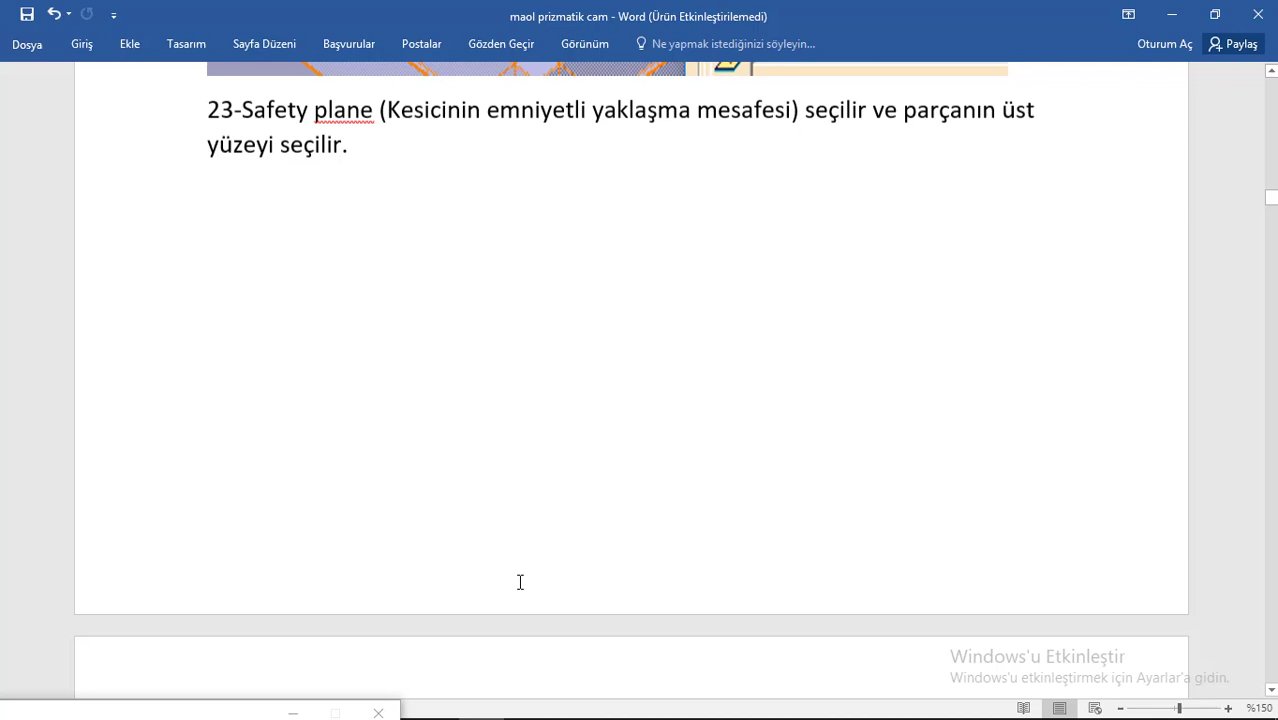 maol prizmatik cam - Word (Ürün Etkinleştirilemedi)
Dosya Giriş Ekle Tasarım Sayfa Düzeni Başvurular Postalar Gözden Geçir Görünüm Ne yapmak istediğinizi söyleyin... Oturum Aç Paylaş
23-Safety plane (Kesicinin emniyetli yaklaşma mesafesi) seçilir ve parçanın üst
yüzeyi seçilir.
Windows'u Etkinleştir
Windows'u etkinleştirmek için Ayarlar'a gidin.
%150